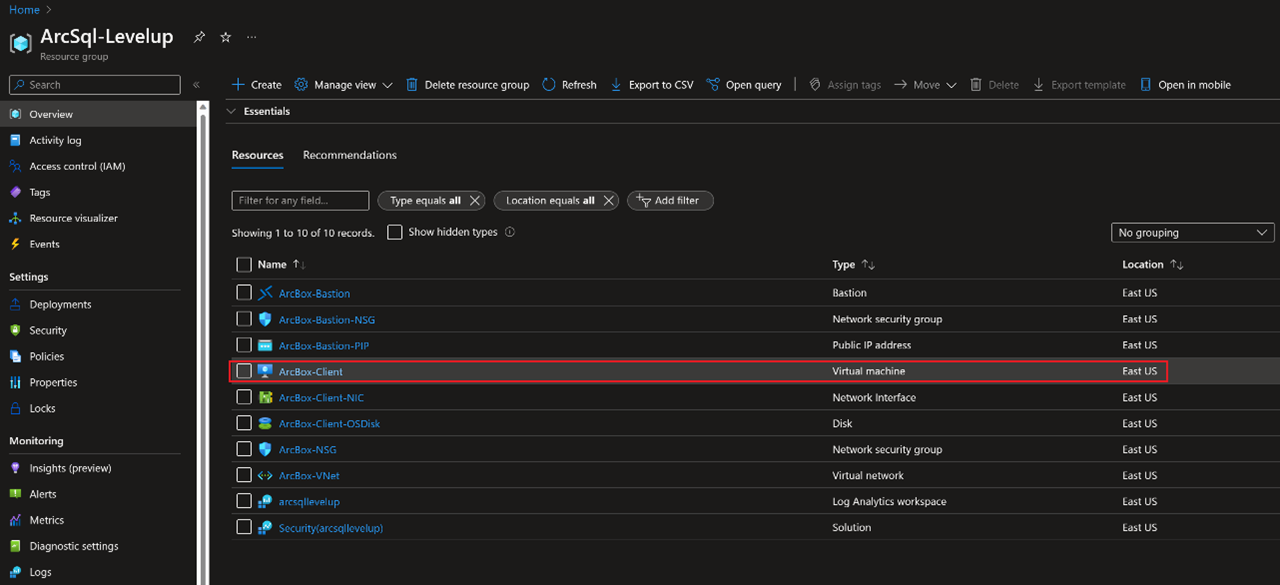 Home >
ArcSql-Levelup
Resource group
Search
Overview
Activity log
Access control (IAM)
Tags
Resource visualizer
Events
Settings
Deployments
Security
Policies
Properties
Locks
Monitoring
Insights (preview)
Alerts
Metrics
Diagnostic settings
Logs
Create Manage view Delete resource group Refresh Export to CSV Open query Assign tags Move Delete Export template Open in mobile
Essentials
Resources Recommendations
Filter for any field... Type equals all Location equals all Add filter
Showing 1 to 10 of 10 records. Show hidden types No grouping
Name Type Location
ArcBox-Bastion Bastion East US
ArcBox-Bastion-NSG Network security group East US
ArcBox-Bastion-PIP Public IP address East US
ArcBox-Client Virtual machine East US
ArcBox-Client-NIC Network Interface East US
ArcBox-Client-OSDisk Disk East US
ArcBox-NSG Network security group East US
ArcBox-VNet Virtual network East US
arcsqllevelup Log Analytics workspace East US
Security(arcsqllevelup) Solution East US